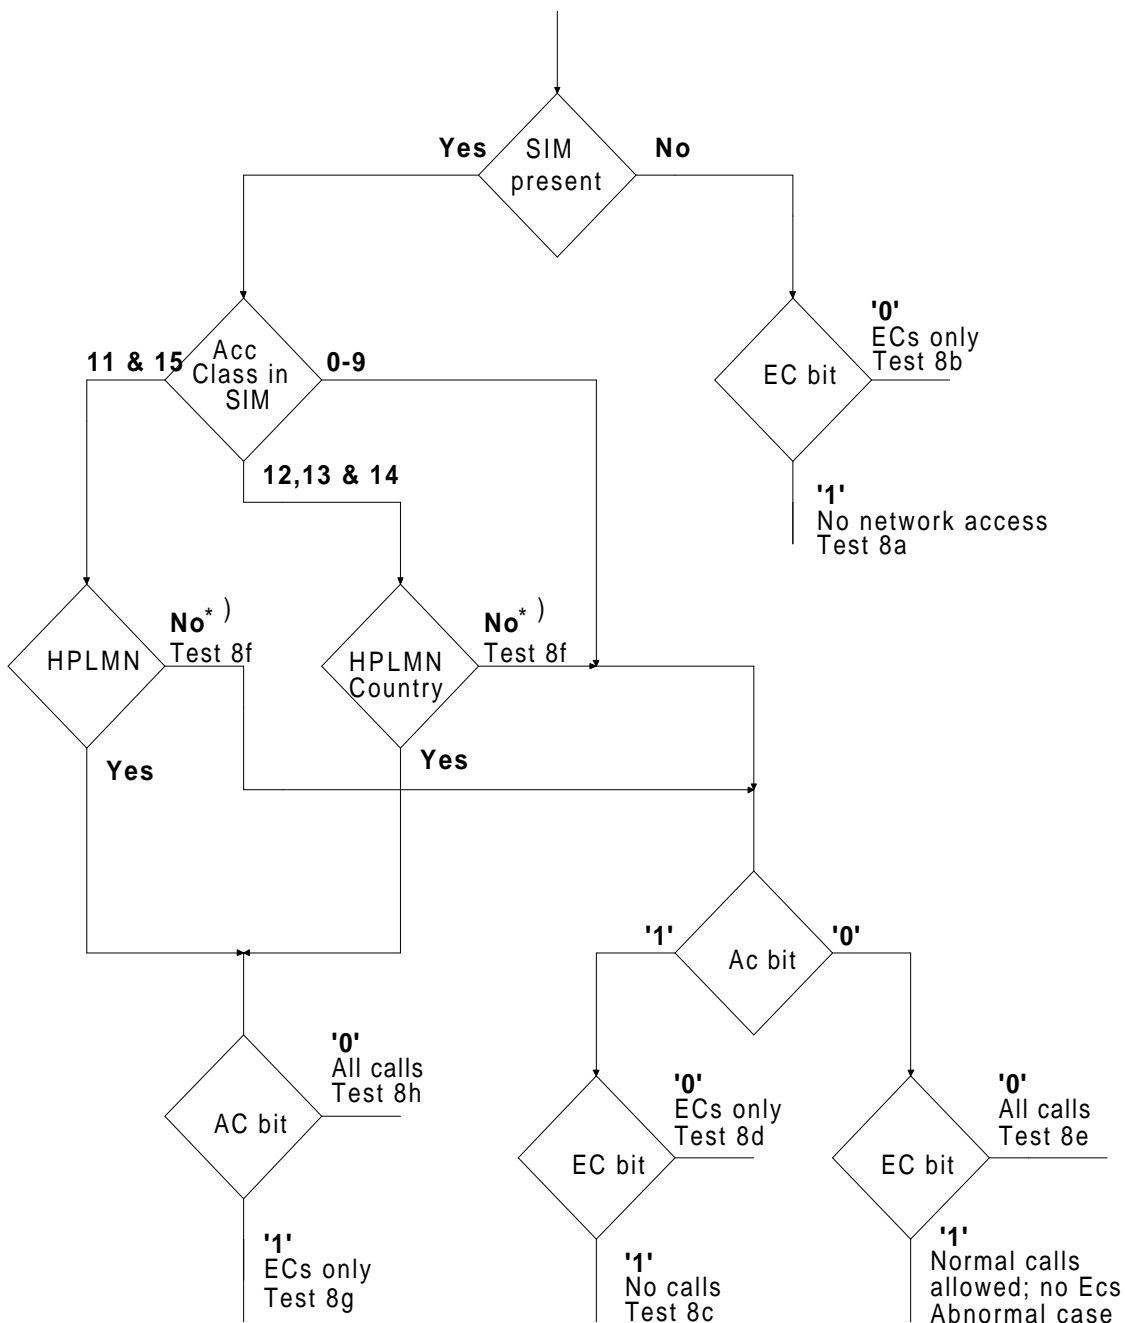 Yes
SIM
present
No
11 & 15
Acc
Class in
SIM
0-9
'0'
ECs only
Test 8b
EC bit
12,13 & 14
'1'
No network access
Test 8a
HPLMN
No* )
Test 8f
HPLMN
Country
No* )
Test 8f
Yes
Yes
'1'
Ac bit
'0'
'0'
All calls
Test 8h
AC bit
'0'
ECs only
Test 8d
EC bit
'0'
All calls
Test 8e
EC bit
'1'
ECs only
Test 8g
'1'
No calls
Test 8c
'1'
Normal calls
allowed; no Ecs
Abnormal case